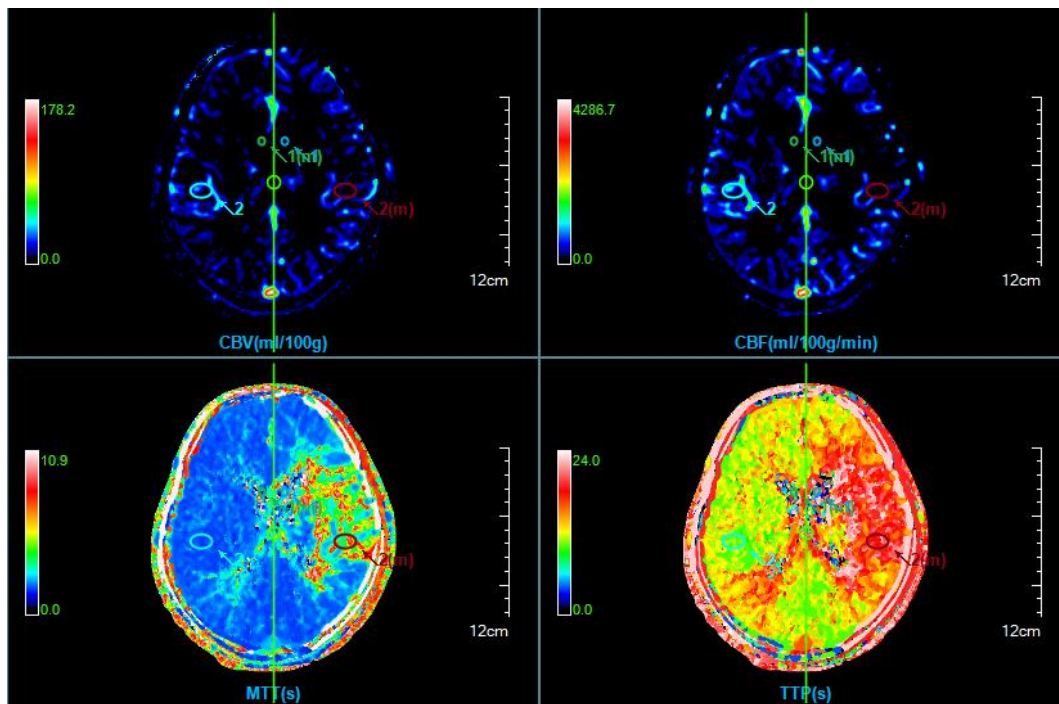 178.2
1(m)
2
2(m)
0.0
12cm
CBV(ml/100g)
4286.7
1(m)
2
2(m)
0.0
12cm
CBF(ml/100g/min)
10.9
2(m)
0.0
12cm
MTT(s)
24.0
2(m)
0.0
12cm
TTP(s)